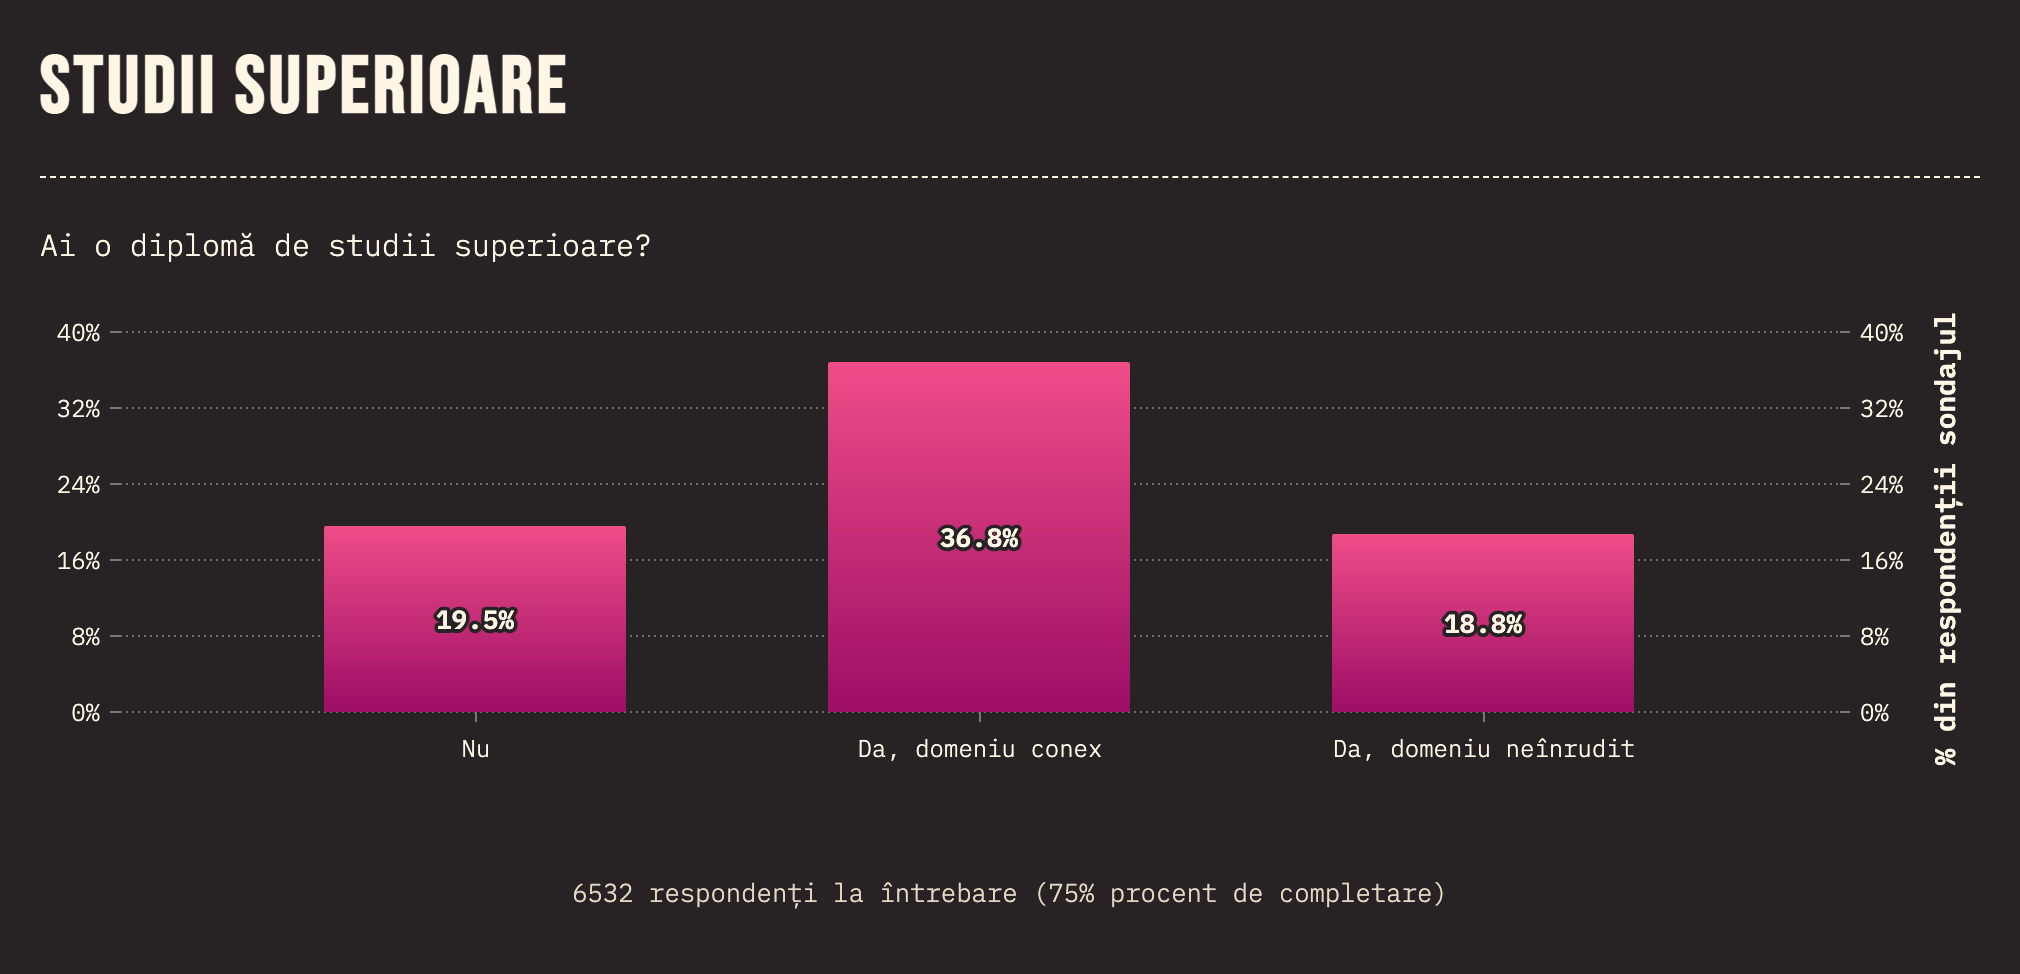 STUDII SUPERIOARE
Ai o diplomă de studii superioare?
40%
32%
24%
16%
8%
0%
19.5%
36.8%
18.8%
40%
32%
24%
16%
8%
0%
% din respondenții sondajul
Nu
Da, domeniu conex
Da, domeniu neînrudit
6532 respondenți la întrebare (75% procent de completare)